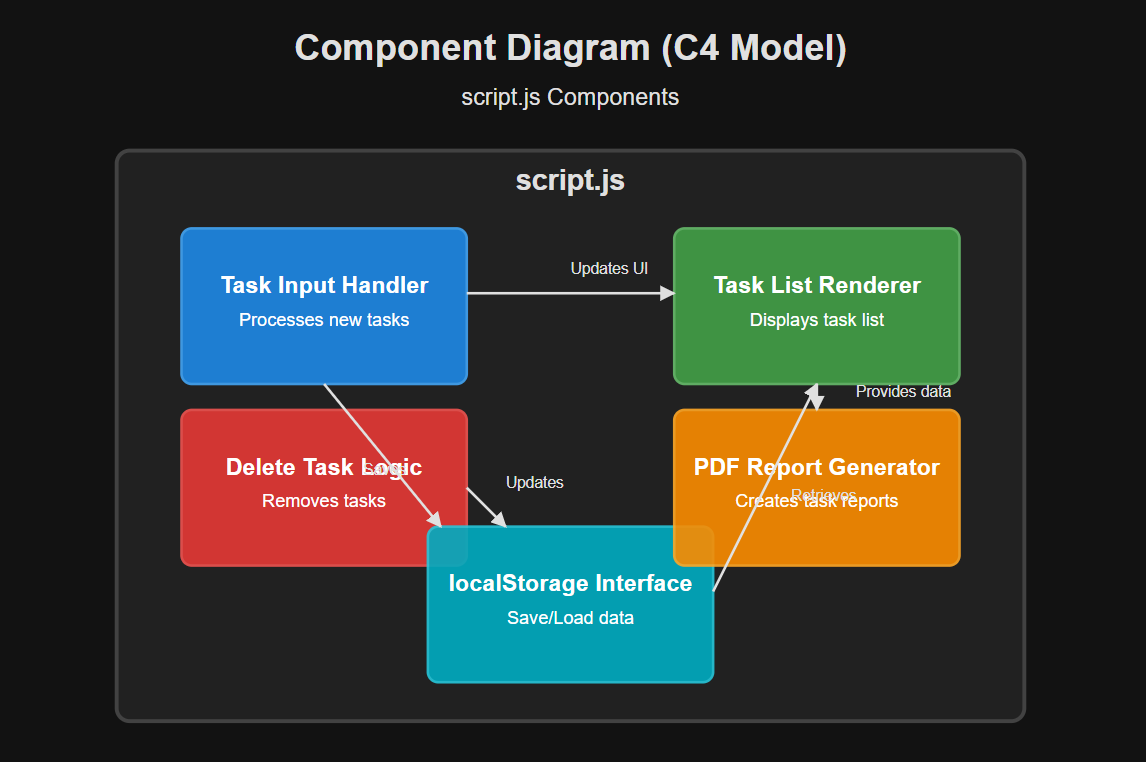 Component Diagram (C4 Model)
script.js Components
script.js
Updates UI
Task Input Handler
Processes new tasks
Task List Renderer
Displays task list
Provides data
Delete Task Logic
Removes tasks
Saves
Updates
PDF Report Generator
Creates task reports
Retrieves
localStorage Interface
Save/Load data